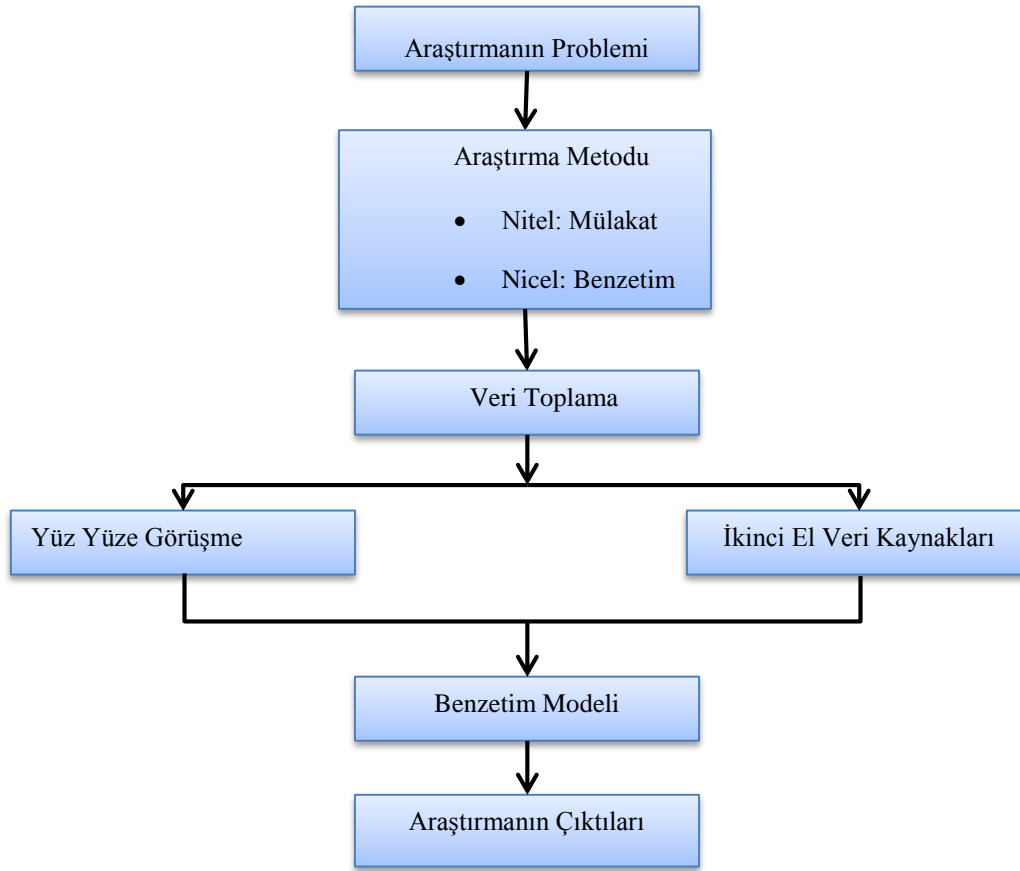 Araştırmanın Problemi
Araştırma Metodu
• Nitel: Mülakat
• Nicel: Benzetim
Veri Toplama
Yüz Yüze Görüşme
İkinci El Veri Kaynakları
Benzetim Modeli
Araştırmanın Çıktıları